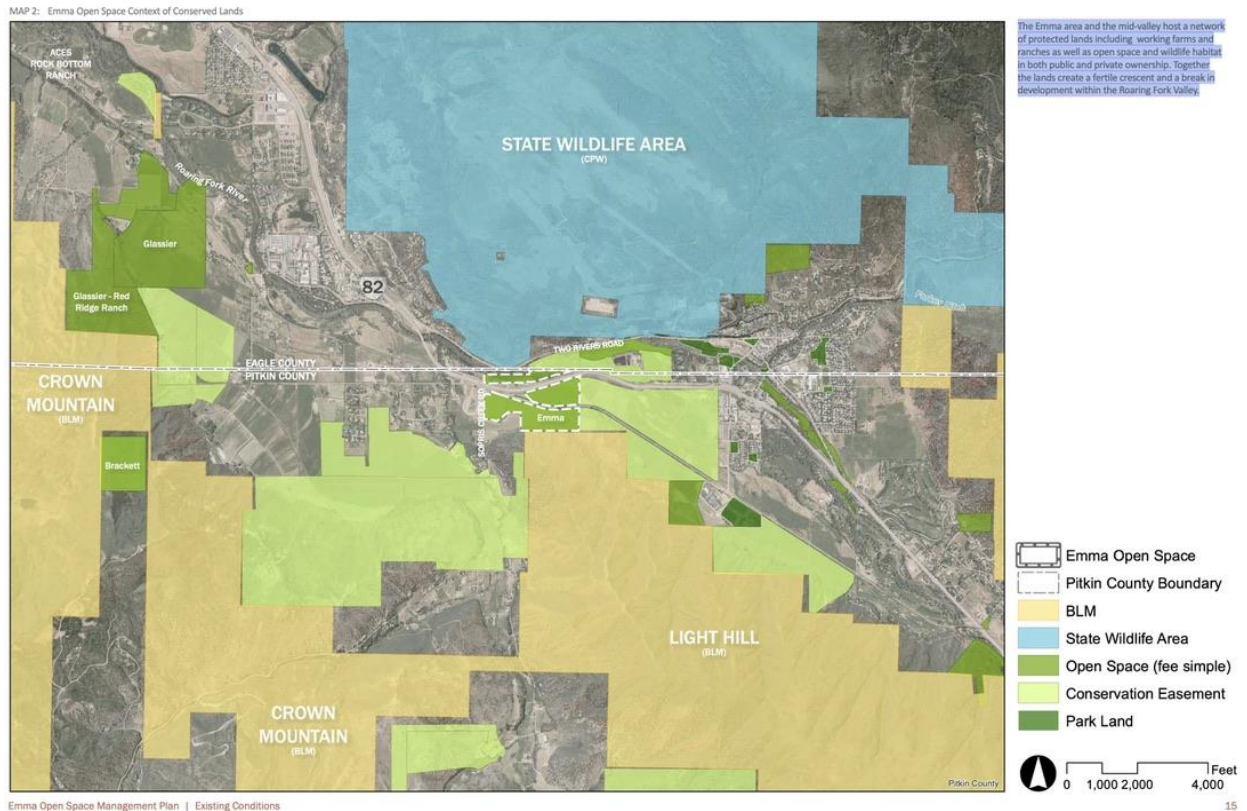 MAP 2: Emma Open Space Context of Conserved Lands
The Emma area and the mid-valley host a network
of protected lands including working farms and
ranches as well as open space and wildlife habitat
in both public and private ownership. Together
the lands create a fertile crescent and a break in
development within the Roaring Fork Valley.
ACES
ROCK BOTTOM
RANCH
Roaring Fork River
STATE WILDLIFE AREA
(CPW)
Glassier
Glassier - Red
Ridge Ranch
82
TWO RIVERS ROAD
EAGLE COUNTY
PITKIN COUNTY
CROWN
MOUNTAIN
(BLM)
Emma
Brackett
LIGHT HILL
(BLM)
CROWN
MOUNTAIN
(BLM)
Pitkin County
Emma Open Space
Pitkin County Boundary
BLM
State Wildlife Area
Open Space (fee simple)
Conservation Easement
Park Land
Feet
0 1,000 2,000 4,000
Emma Open Space Management Plan | Existing Conditions
15